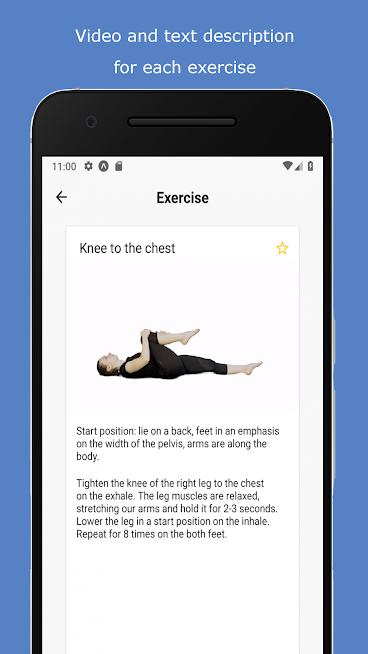 Video and text description
for each exercise
11:00
Exercise
Knee to the chest
Start position: lie on a back, feet in an emphasis
on the width of the pelvis, arms are along the
body.
Tighten the knee of the right leg to the chest
on the exhale. The leg muscles are relaxed,
stretching our arms and hold it for 2-3 seconds.
Lower the leg in a start position on the inhale.
Repeat for 8 times on the both feet.